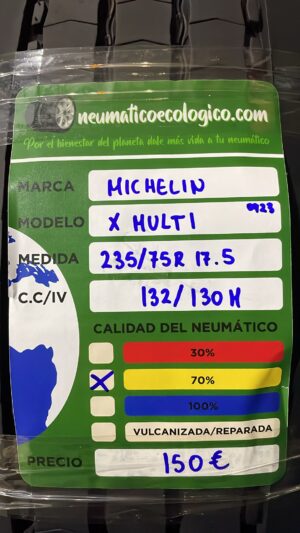 neumaticoecologico.com
Por el bienestar del planeta dale más vida a tu neumático
MARCA MICHELIN
MODELO X MULTI 0923
MEDIDA 235/75R 17.5
C.C/IV 132/130 M
CALIDAD DEL NEUMÁTICO
30%
X 70%
100%
VULCANIZADA/REPARADA
PRECIO 150 €